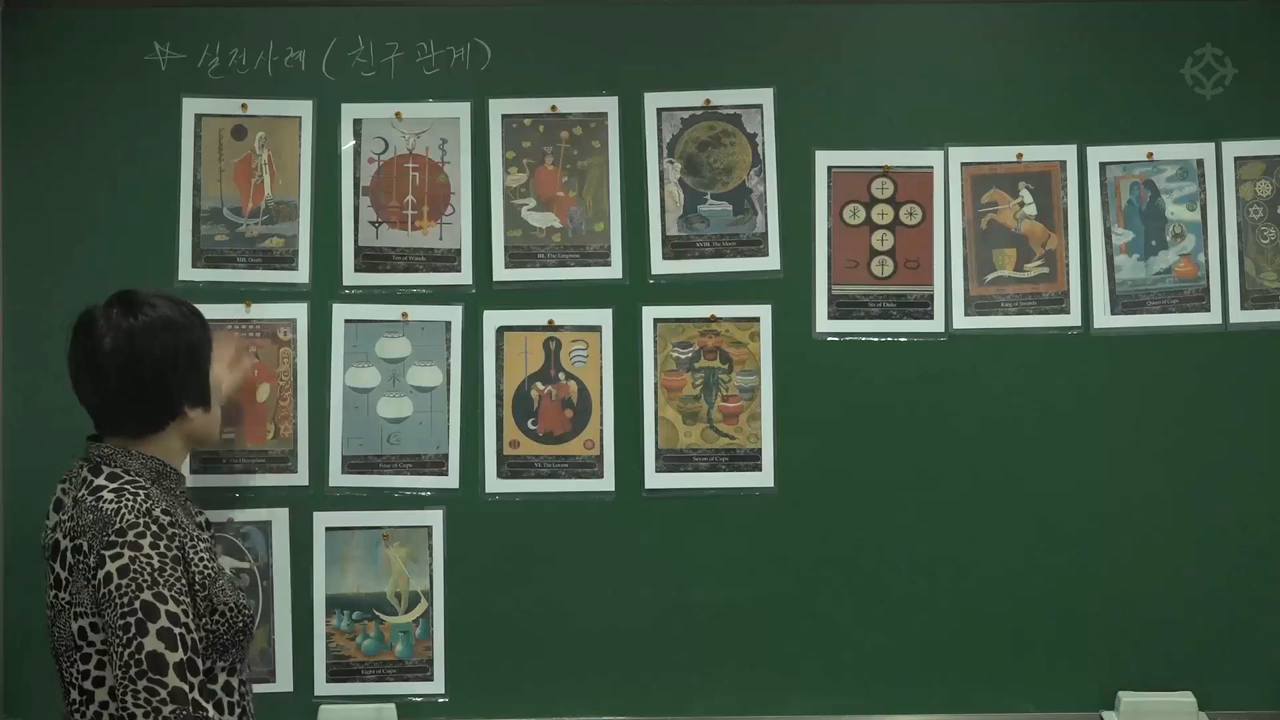 ☆ 실전사례 (친구 관계)
XIII. Death
Ten of Wands
III. The Empress
XVIII. The Moon
Six of Disks
King of Swords
Queen of Cups
V. The Hierophant
Four of Cups
VI. The Lovers
Seven of Cups
Eight of Cups